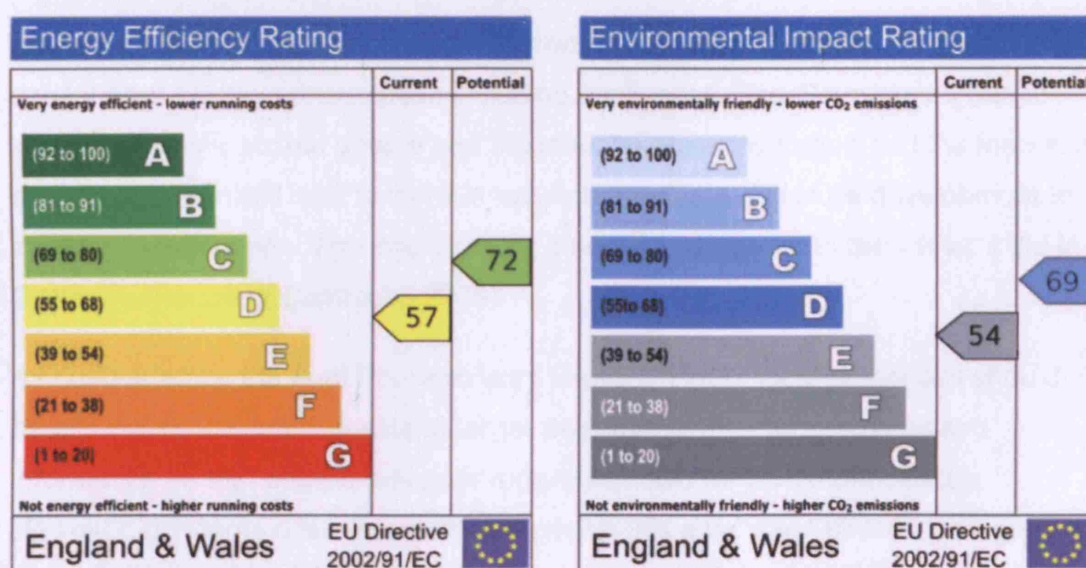 Energy Efficiency Rating
Current Potential
Very energy efficient - lower running costs
(92 to 100) A
(81 to 91) B
(69 to 80) C
72
(55 to 68) D
57
(39 to 54) E
(21 to 38) F
(1 to 20) G
Not energy efficient - higher running costs
England & Wales
EU Directive
2002/91/EC
Environmental Impact Rating
Current Potential
Very environmentally friendly - lower CO₂ emissions
(92 to 100) A
(81 to 91) B
(69 to 80) C
69
(55to 68) D
54
(39 to 54) E
(21 to 38) F
(1 to 20) G
Not environmentally friendly - higher CO₂ emissions
England & Wales
EU Directive
2002/91/EC